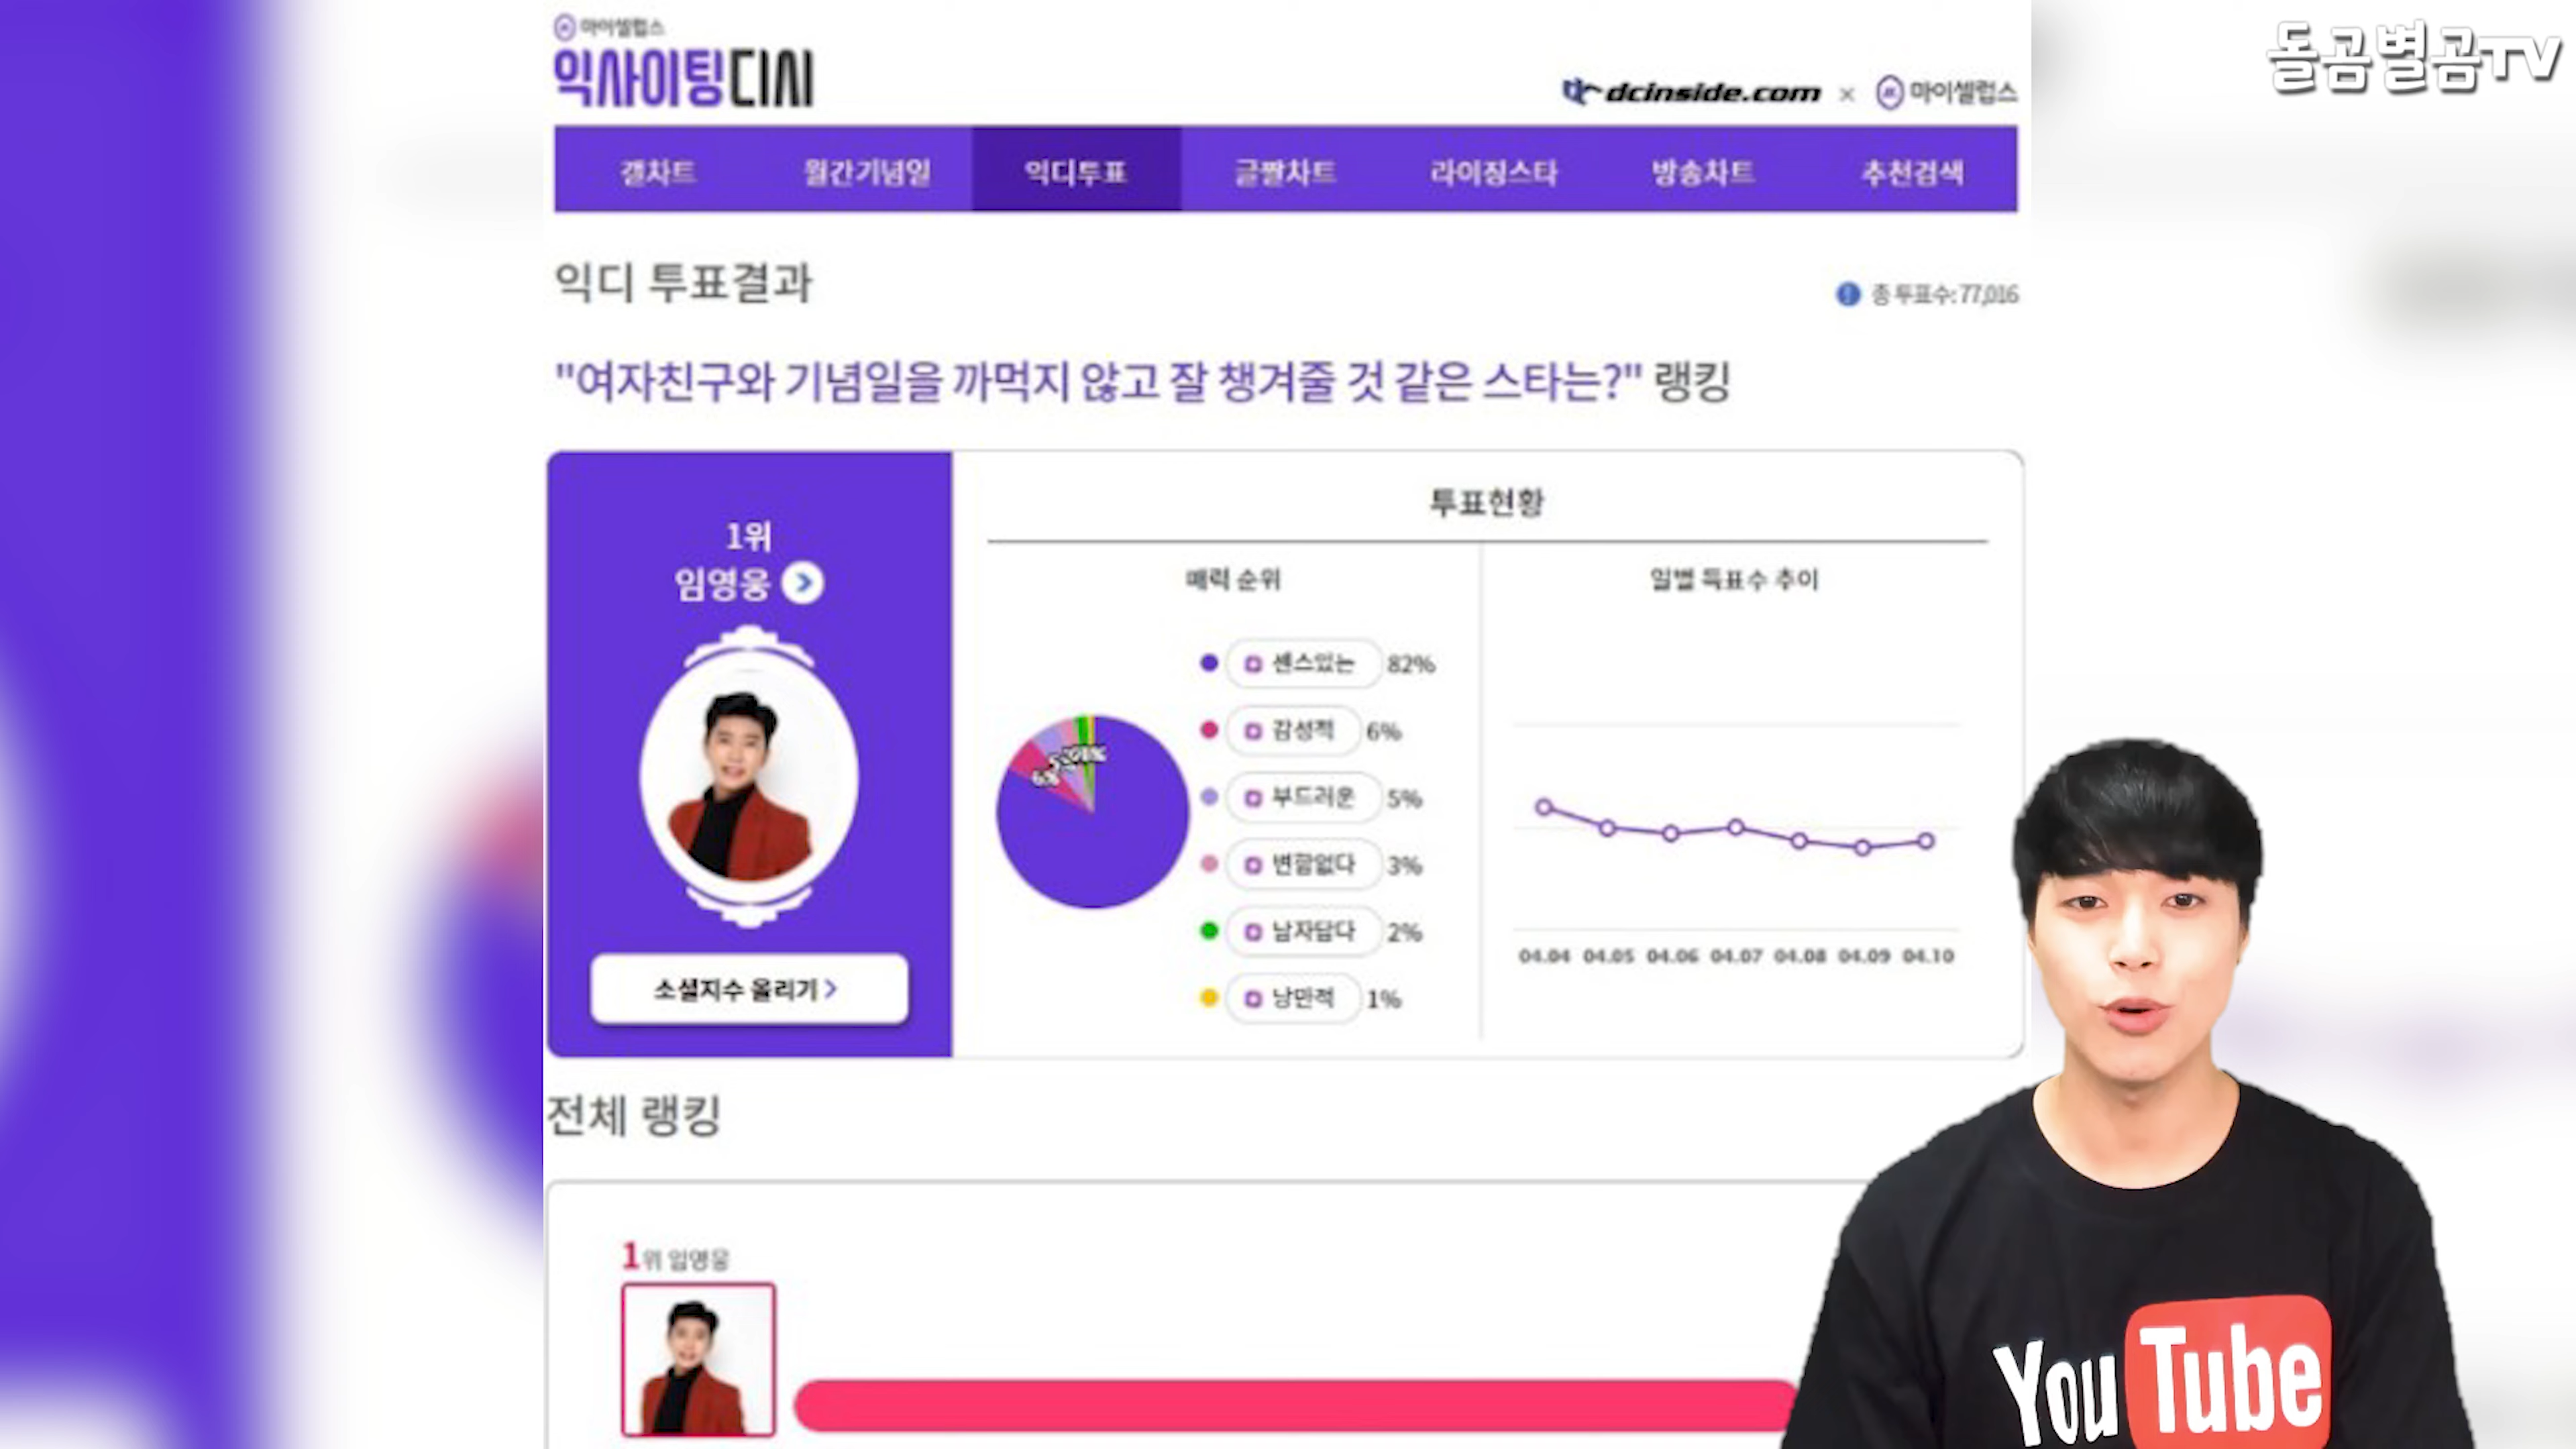 마이셀럽스
돌곰별곰TV
익사이팅디시
dcinside.com × 마이셀럽스
갤차트 월간기념일 익디투표 글짤차트 라이징스타 방송차트 추천검색
익디 투표결과
총 투표수: 77,016
"여자친구와 기념일을 까먹지 않고 잘 챙겨줄 것 같은 스타는?" 랭킹
1위
임영웅
투표현황
매력 순위
일별 득표수 추이
센스있는 82%
감성적 6%
부드러운 5%
변함없다 3%
남자답다 2%
낭만적 1%
04.04 04.05 04.06 04.07 04.08 04.09 04.10
소셜지수 올리기
전체 랭킹
1위 임영웅
YouTube